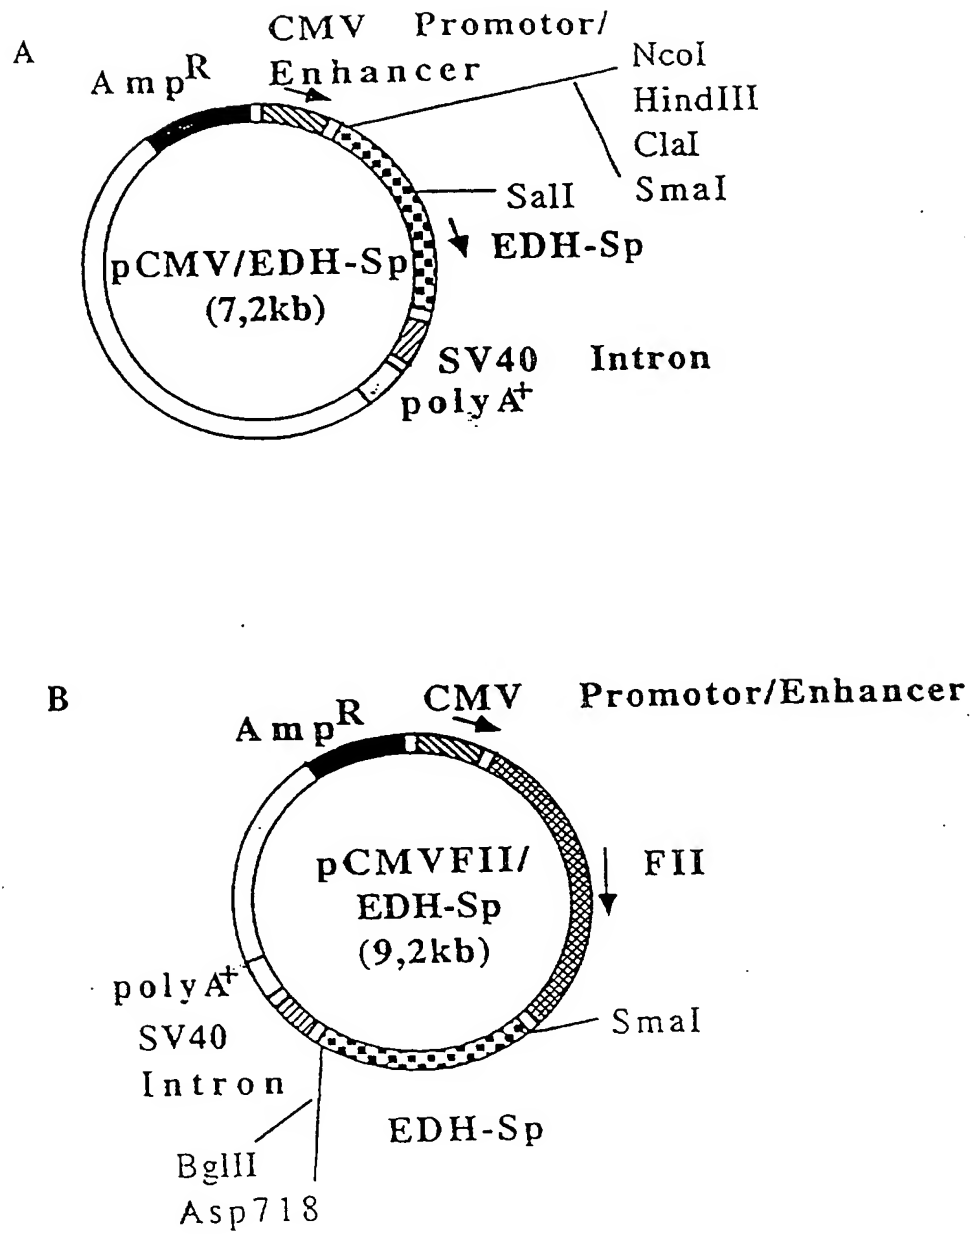 A
CMV Promotor/
Enhancer
AmpR
NcoI
HindIII
ClaI
SmaI
SalI
EDH-Sp
pCMV/EDH-Sp
(7,2kb)
SV40 Intron
polyA+
B
CMV Promotor/Enhancer
AmpR
pCMVFII/
EDH-Sp
(9,2kb)
FII
SmaI
polyA+
SV40
Intron
EDH-Sp
BglII
Asp718